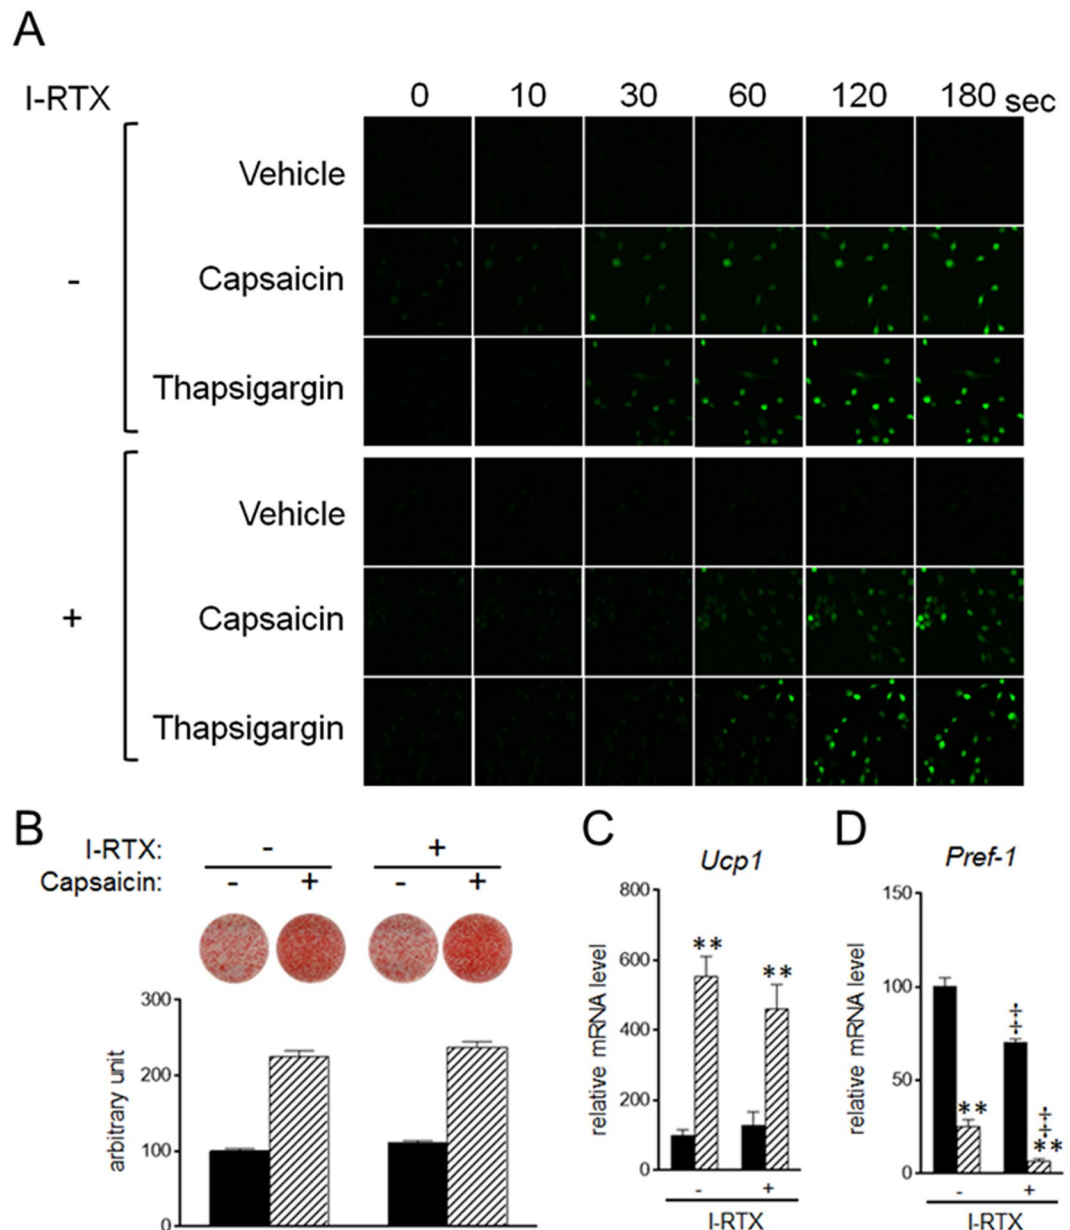 A
I-RTX 0 10 30 60 120 180 sec
Vehicle
- Capsaicin
Thapsigargin
Vehicle
+ Capsaicin
Thapsigargin
B
I-RTX: - +
Capsaicin: - + - +
300
200
100
0
arbitrary unit
C
Ucp1
800
600
400
200
0
relative mRNA level
** **
- +
I-RTX
D
Pref-1
150
100
50
0
relative mRNA level
**
‡
‡
**
- +
I-RTX